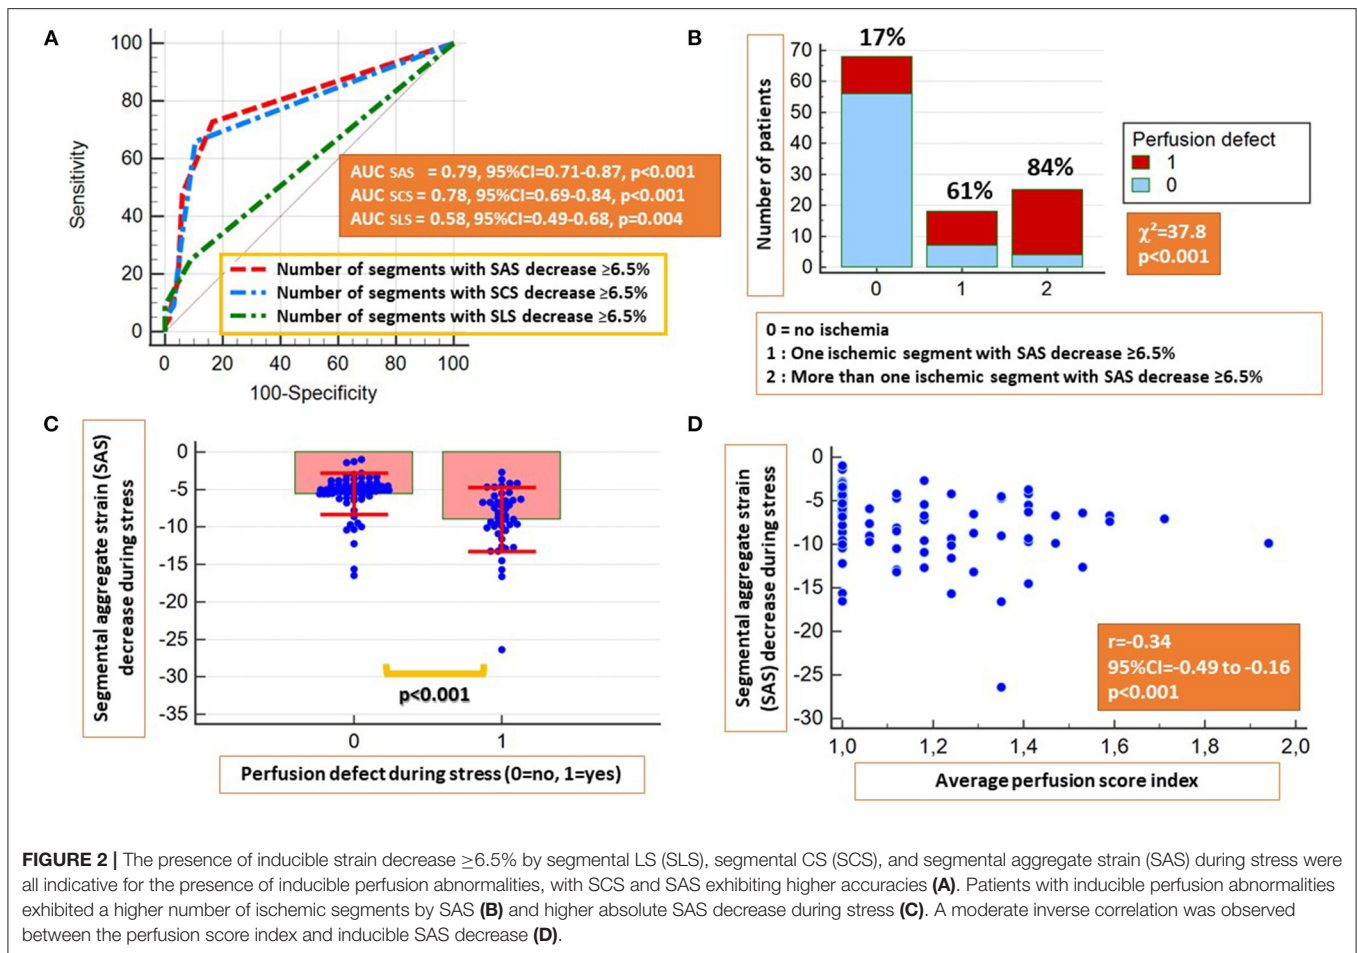 A
100
80
60
40
20
0
Sensitivity
0 20 40 60 80 100
100-Specificity
AUC SAS = 0.79, 95%CI=0.71-0.87, p<0.001
AUC SCS = 0.78, 95%CI=0.69-0.84, p<0.001
AUC SLS = 0.58, 95%CI=0.49-0.68, p=0.004
Number of segments with SAS decrease ≥6.5%
Number of segments with SCS decrease ≥6.5%
Number of segments with SLS decrease ≥6.5%
B
Number of patients
70
60
50
40
30
20
10
0
17%
61%
84%
0 1 2
Perfusion defect
1
0
χ²=37.8
p<0.001
0 = no ischemia
1 : One ischemic segment with SAS decrease ≥6.5%
2 : More than one ischemic segment with SAS decrease ≥6.5%
C
Segmental aggregate strain (SAS)
decrease during stress
0
-5
-10
-15
-20
-25
-30
-35
p<0.001
0 1
Perfusion defect during stress (0=no, 1=yes)
D
Segmental aggregate strain
(SAS) decrease during stress
0
-5
-10
-15
-20
-25
-30
r=-0.34
95%CI=-0.49 to -0.16
p<0.001
1,0 1,2 1,4 1,6 1,8 2,0
Average perfusion score index
FIGURE 2 | The presence of inducible strain decrease ≥6.5% by segmental LS (SLS), segmental CS (SCS), and segmental aggregate strain (SAS) during stress were
all indicative for the presence of inducible perfusion abnormalities, with SCS and SAS exhibiting higher accuracies (A). Patients with inducible perfusion abnormalities
exhibited a higher number of ischemic segments by SAS (B) and higher absolute SAS decrease during stress (C). A moderate inverse correlation was observed
between the perfusion score index and inducible SAS decrease (D).